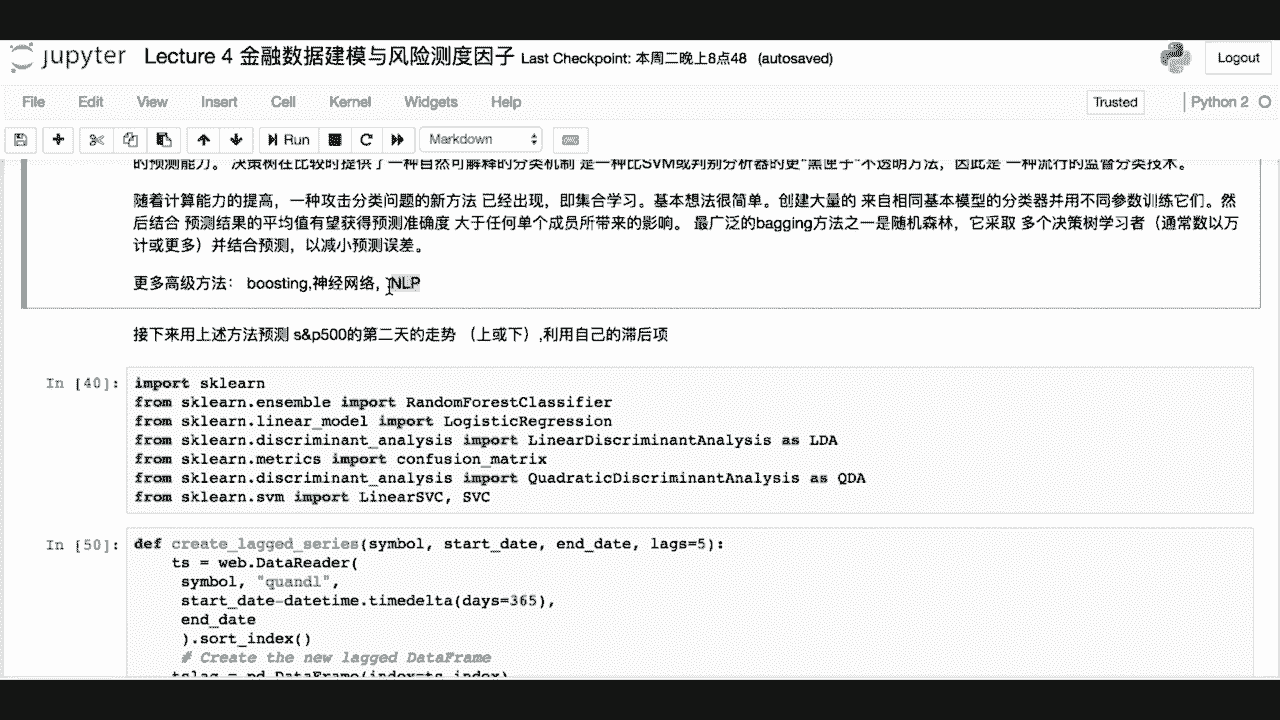 jupyter Lecture 4 金融数据建模与风险测度因子 Last Checkpoint: 本周二晚上8点48 (autosaved) Logout
File Edit View Insert Cell Kernel Widgets Help Trusted Python 2
Run Markdown
的预测能力。 决策树在比较时提供了一种自然可解释的分类机制 是一种比SVM或判别分析器的更"黑匣子"不透明方法，因此是 一种流行的监督分类技术。
随着计算能力的提高，一种攻击分类问题的新方法 已经出现，即集合学习。基本想法很简单。创建大量的 来自相同基本模型的分类器并用不同参数训练它们。然
后结合 预测结果的平均值有望获得预测准确度 大于任何单个成员所带来的影响。 最广泛的bagging方法之一是随机森林，它采取 多个决策树学习者（通常数以万
计或更多）并结合预测，以减小预测误差。
更多高级方法： boosting,神经网络， NLP
接下来用上述方法预测 s&p500的第二天的走势 （上或下）,利用自己的滞后项
In [40]: import sklearn
from sklearn.ensemble import RandomForestClassifier
from sklearn.linear_model import LogisticRegression
from sklearn.discriminant_analysis import LinearDiscriminantAnalysis as LDA
from sklearn.metrics import confusion_matrix
from sklearn.discriminant_analysis import QuadraticDiscriminantAnalysis as QDA
from sklearn.svm import LinearSVC, SVC
In [50]: def create_lagged_series(symbol, start_date, end_date, lags=5):
ts = web.DataReader(
symbol, "quandl",
start_date-datetime.timedelta(days=365),
end_date
).sort_index()
# Create the new lagged DataFrame
tslag = pd.DataFrame(index=ts.index)